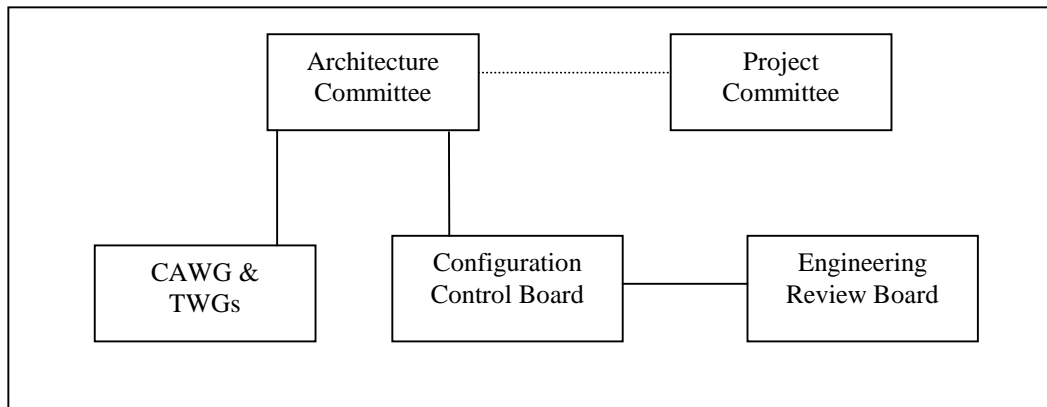 Architecture
Committee
Project
Committee
CAWG &
TWGs
Configuration
Control Board
Engineering
Review Board